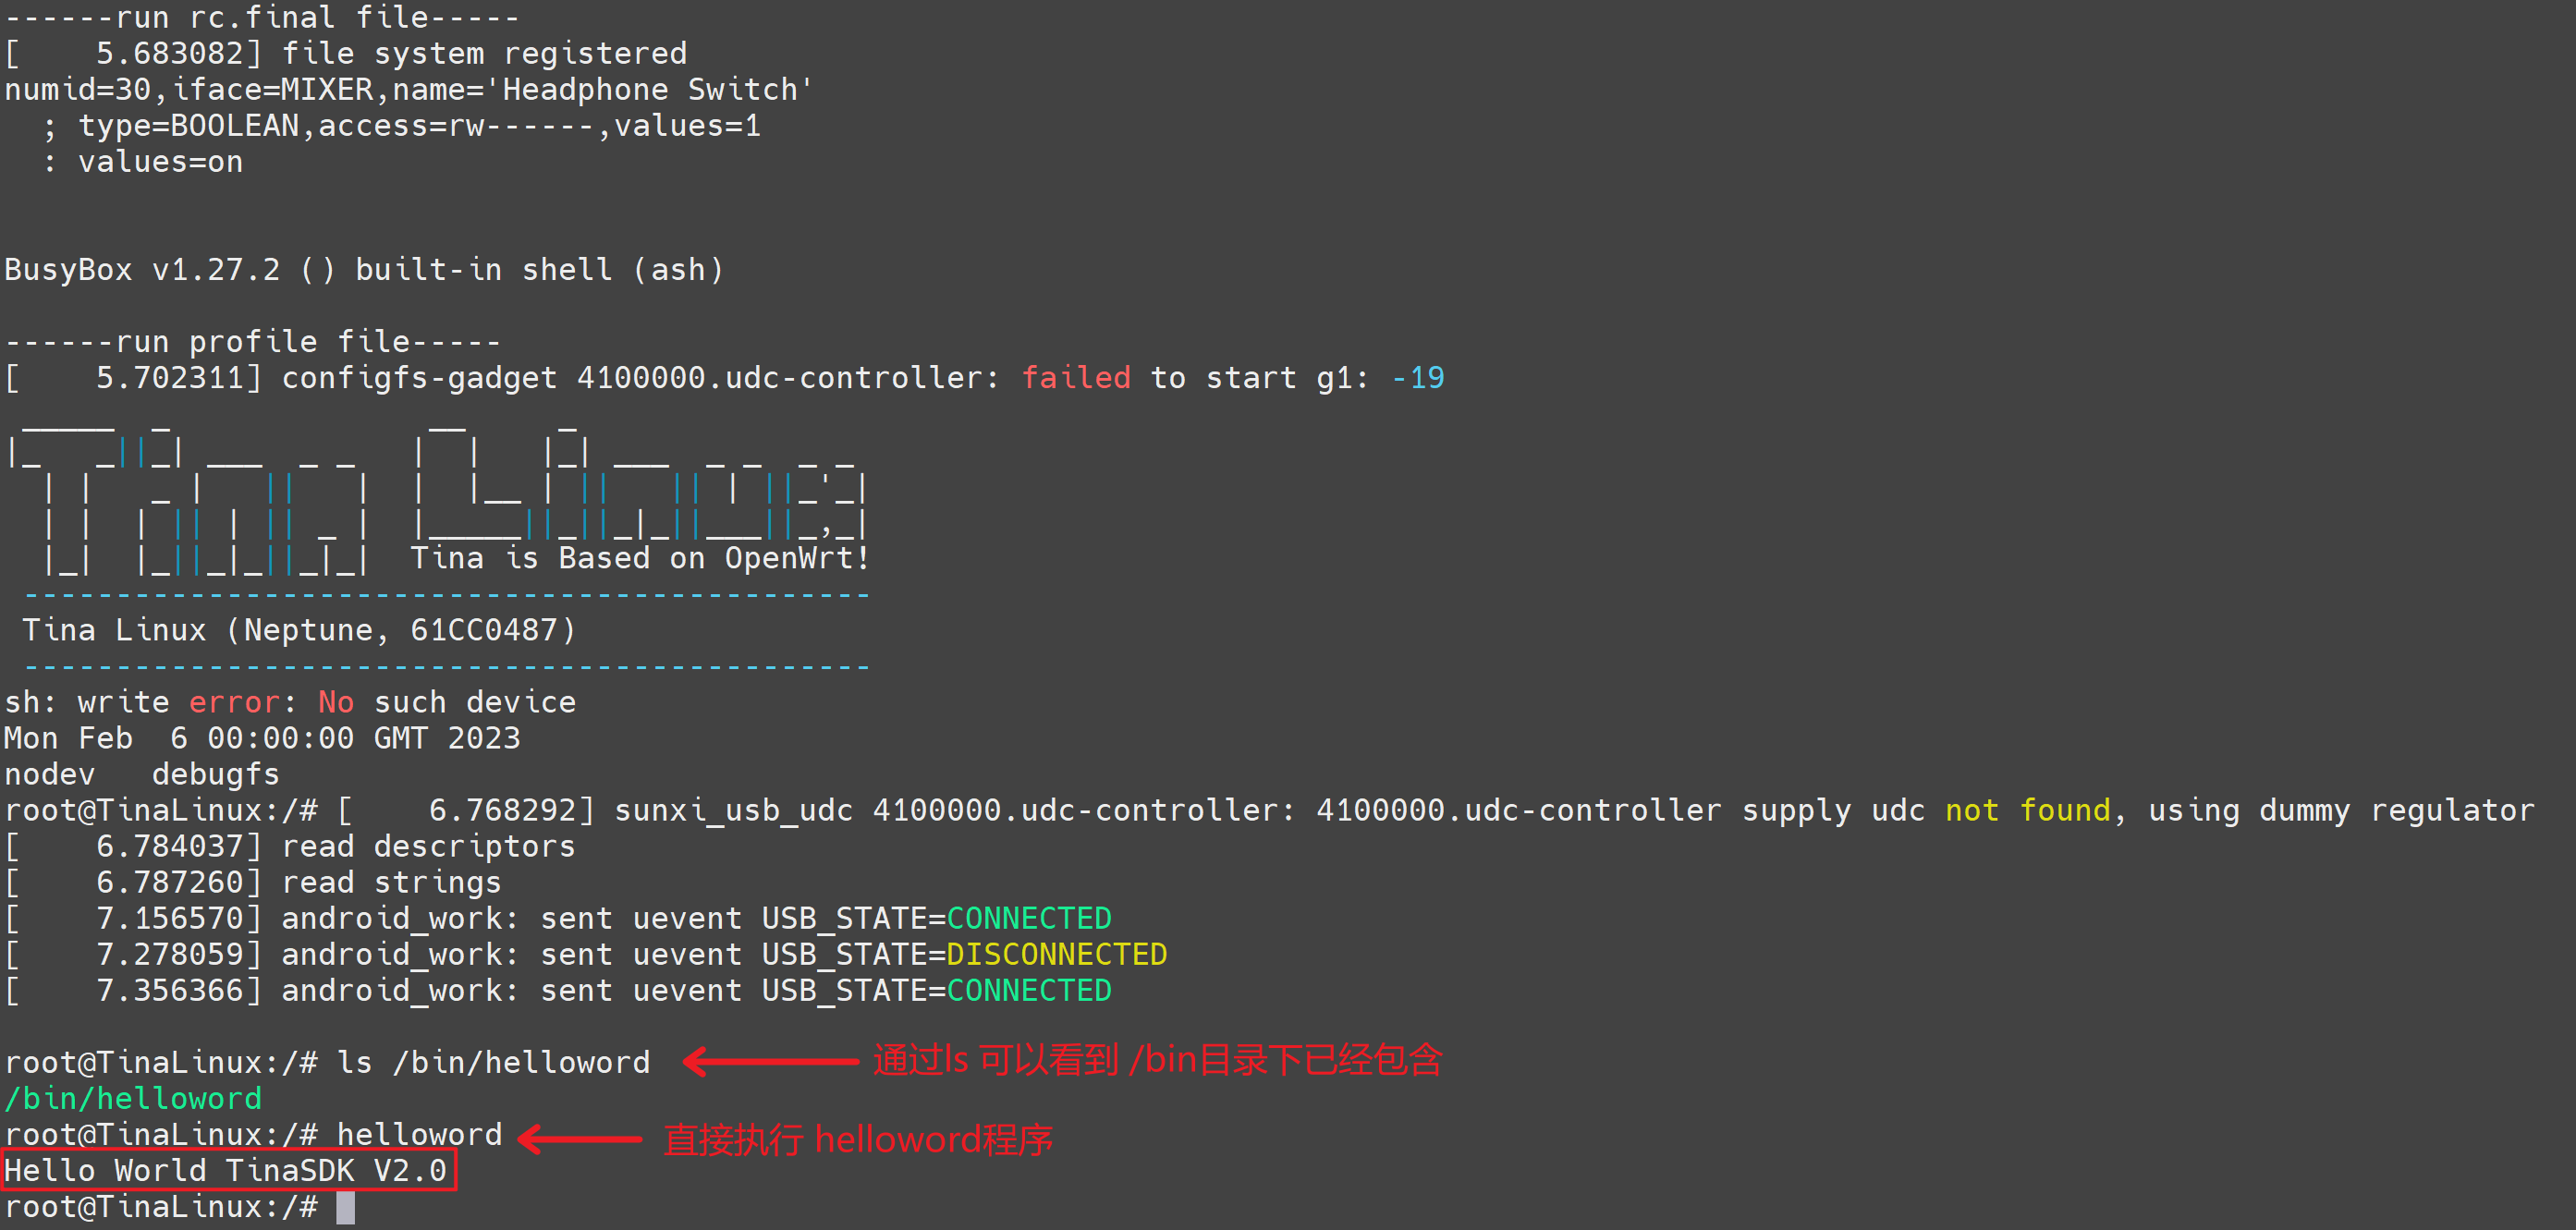 ------run rc.final file-----
[    5.683082] file system registered
numid=30,iface=MIXER,name='Headphone Switch'
  ; type=BOOLEAN,access=rw------,values=1
  : values=on
BusyBox v1.27.2 () built-in shell (ash)
------run profile file-----
[    5.702311] configfs-gadget 4100000.udc-controller: failed to start g1: -19
 _____  _              __     _
|_   _||_| ___  _ _   |  |   |_| ___  _ _  _ _
  | |   _ |   ||   |  |  |__ | ||   || | ||_'_|
  | |  | || | || _ |  |_____||_||_|_||___||_,_|
  |_|  |_||_|_||_|_|  Tina is Based on OpenWrt!
 ----------------------------------------------
 Tina Linux (Neptune, 61CC0487)
 ----------------------------------------------
sh: write error: No such device
Mon Feb  6 00:00:00 GMT 2023
nodev   debugfs
root@TinaLinux:/# [    6.768292] sunxi_usb_udc 4100000.udc-controller: 4100000.udc-controller supply udc not found, using dummy regulator
[    6.784037] read descriptors
[    6.787260] read strings
[    7.156570] android_work: sent uevent USB_STATE=CONNECTED
[    7.278059] android_work: sent uevent USB_STATE=DISCONNECTED
[    7.356366] android_work: sent uevent USB_STATE=CONNECTED
root@TinaLinux:/# ls /bin/helloword 通过ls 可以看到 /bin目录下已经包含
/bin/helloword
root@TinaLinux:/# helloword 直接执行 helloword程序
Hello World TinaSDK V2.0
root@TinaLinux:/#